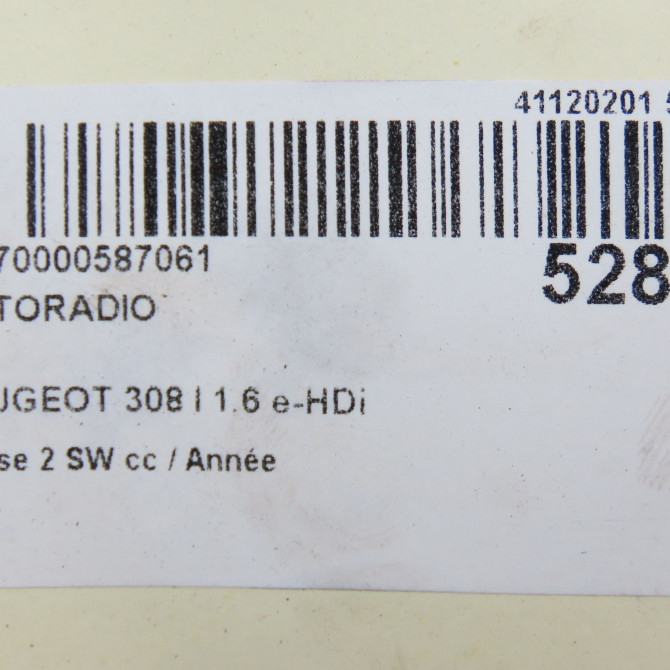 41120201 5
70000587061
528
TORADIO
UGEOT 308 I 1.6 e-HDi
se 2 SW cc / Année